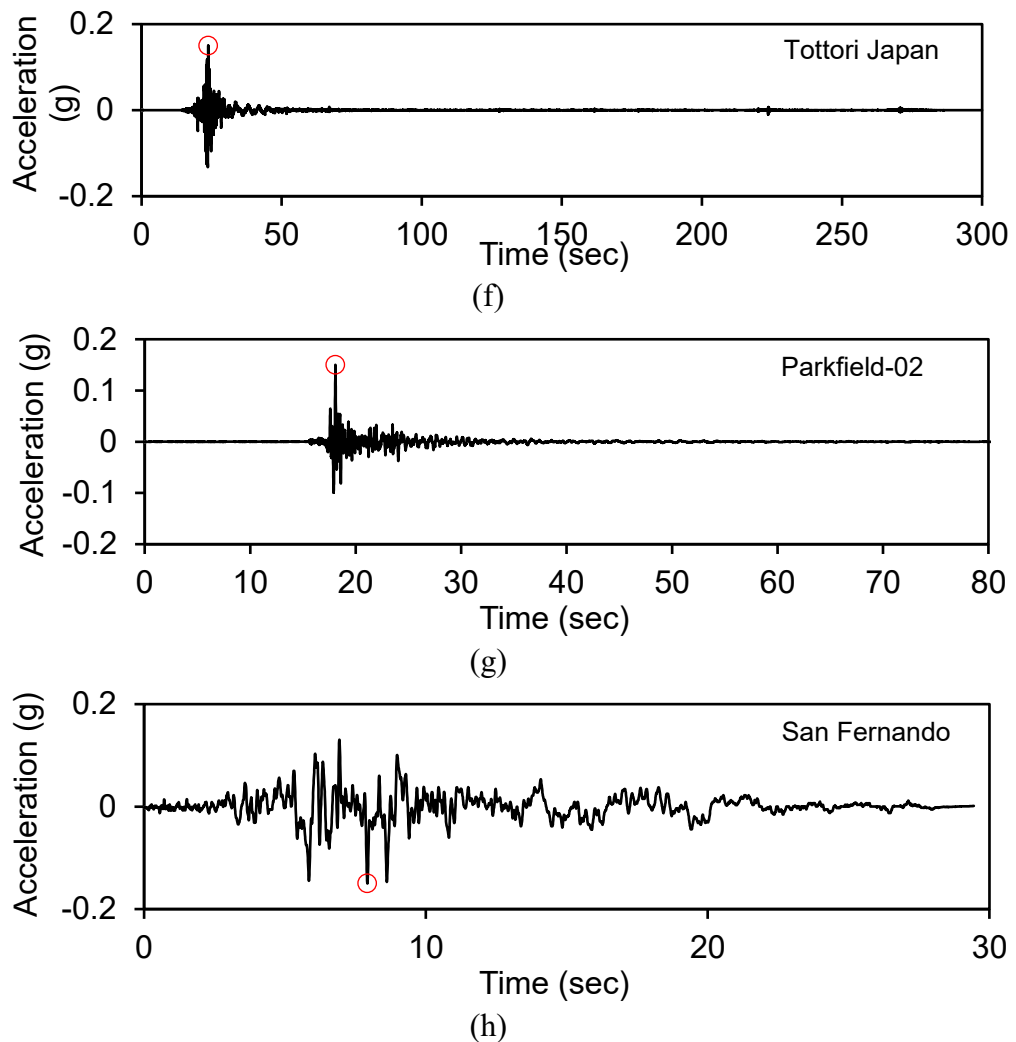 Acceleration (g)
0.2
0
-0.2
Tottori Japan
0 50 100 150 200 250 300
Time (sec)
(f)
Acceleration (g)
0.2
0.1
0
-0.1
-0.2
Parkfield-02
0 10 20 30 40 50 60 70 80
Time (sec)
(g)
Acceleration (g)
0.2
0
-0.2
San Fernando
0 10 20 30
Time (sec)
(h)